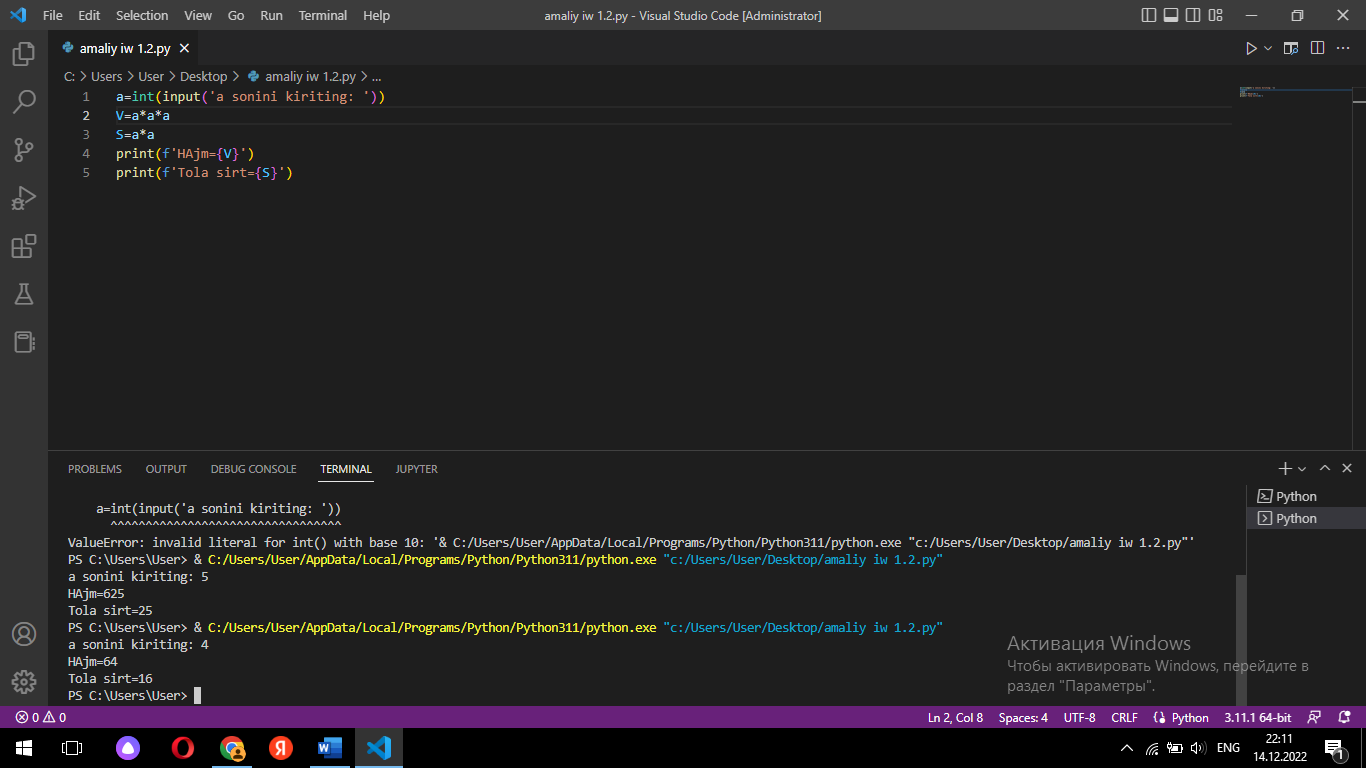 File Edit Selection View Go Run Terminal Help amaliy iw 1.2.py - Visual Studio Code [Administrator]
amaliy iw 1.2.py
C: > Users > User > Desktop > amaliy iw 1.2.py > ...
1 a=int(input('a sonini kiriting: '))
2 V=a*a*a
3 S=a*a
4 print(f'HAjm={V}')
5 print(f'Tola sirt={S}')
PROBLEMS OUTPUT DEBUG CONSOLE TERMINAL JUPYTER
Python
Python
a=int(input('a sonini kiriting: '))
^^^^^^^^^^^^^^^^^^^^^^^^^^^^^^^^^
ValueError: invalid literal for int() with base 10: '& C:/Users/User/AppData/Local/Programs/Python/Python311/python.exe "c:/Users/User/Desktop/amaliy iw 1.2.py"'
PS C:\Users\User> & C:/Users/User/AppData/Local/Programs/Python/Python311/python.exe "c:/Users/User/Desktop/amaliy iw 1.2.py"
a sonini kiriting: 5
HAjm=625
Tola sirt=25
PS C:\Users\User> & C:/Users/User/AppData/Local/Programs/Python/Python311/python.exe "c:/Users/User/Desktop/amaliy iw 1.2.py"
a sonini kiriting: 4
HAjm=64
Tola sirt=16
PS C:\Users\User>
Активация Windows
Чтобы активировать Windows, перейдите в
раздел "Параметры".
0 0 Ln 2, Col 8 Spaces: 4 UTF-8 CRLF Python 3.11.1 64-bit
ENG 22:11
14.12.2022
1